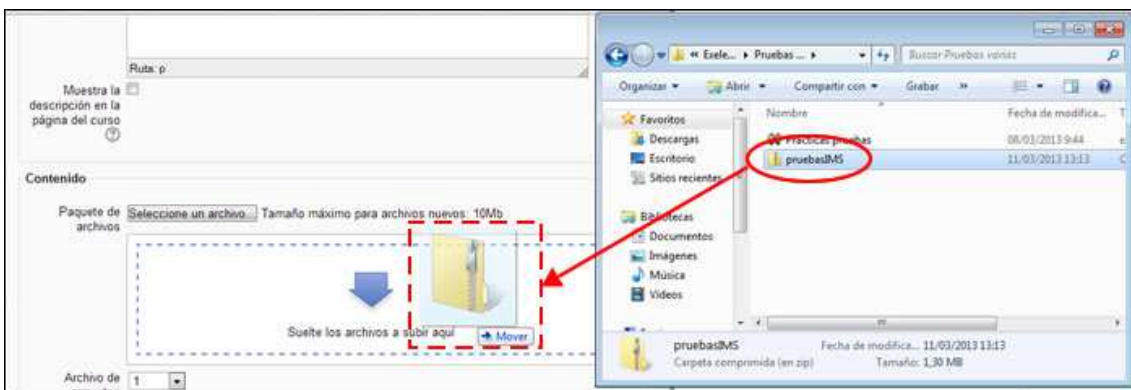 Ruta: p
Muestra la
descripción en la
página del curso
Contenido
Paquete de
archivos
Seleccione un archivo... Tamaño máximo para archivos nuevos: 10Mb
Suelte los archivos a subir aquí
Mover
Archivo de
1
« Exele... Pruebas ...
Buscar Pruebas varias
Organizar Abrir Compartir con Grabar »
Nombre Fecha de modifica...
Favoritos
Descargas
Escritorio
Sitios recientes
Bibliotecas
Documentos
Imágenes
Música
Vídeos
Prácticas pruebas 08/03/2013 9:44
pruebasIMS 11/03/2013 13:13
pruebasIMS Fecha de modifica... 11/03/2013 13:13
Carpeta comprimida (en zip) Tamaño: 1,30 MB